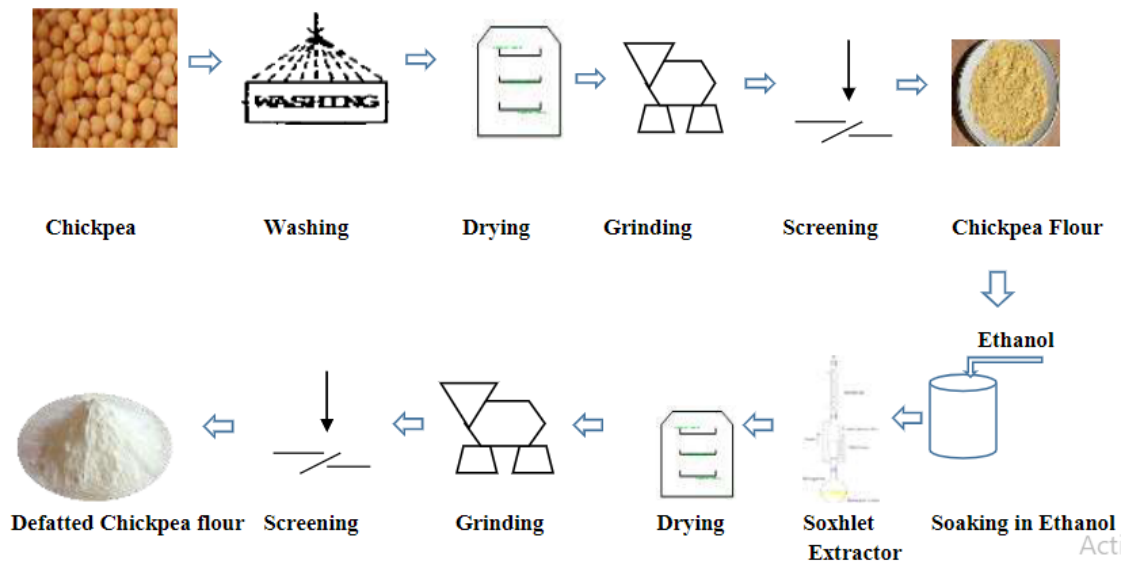 WASHING
Chickpea
Washing
Drying
Grinding
Screening
Chickpea Flour
Ethanol
Defatted Chickpea flour
Screening
Grinding
Drying
Soxhlet
Extractor
Soaking in Ethanol
Acti